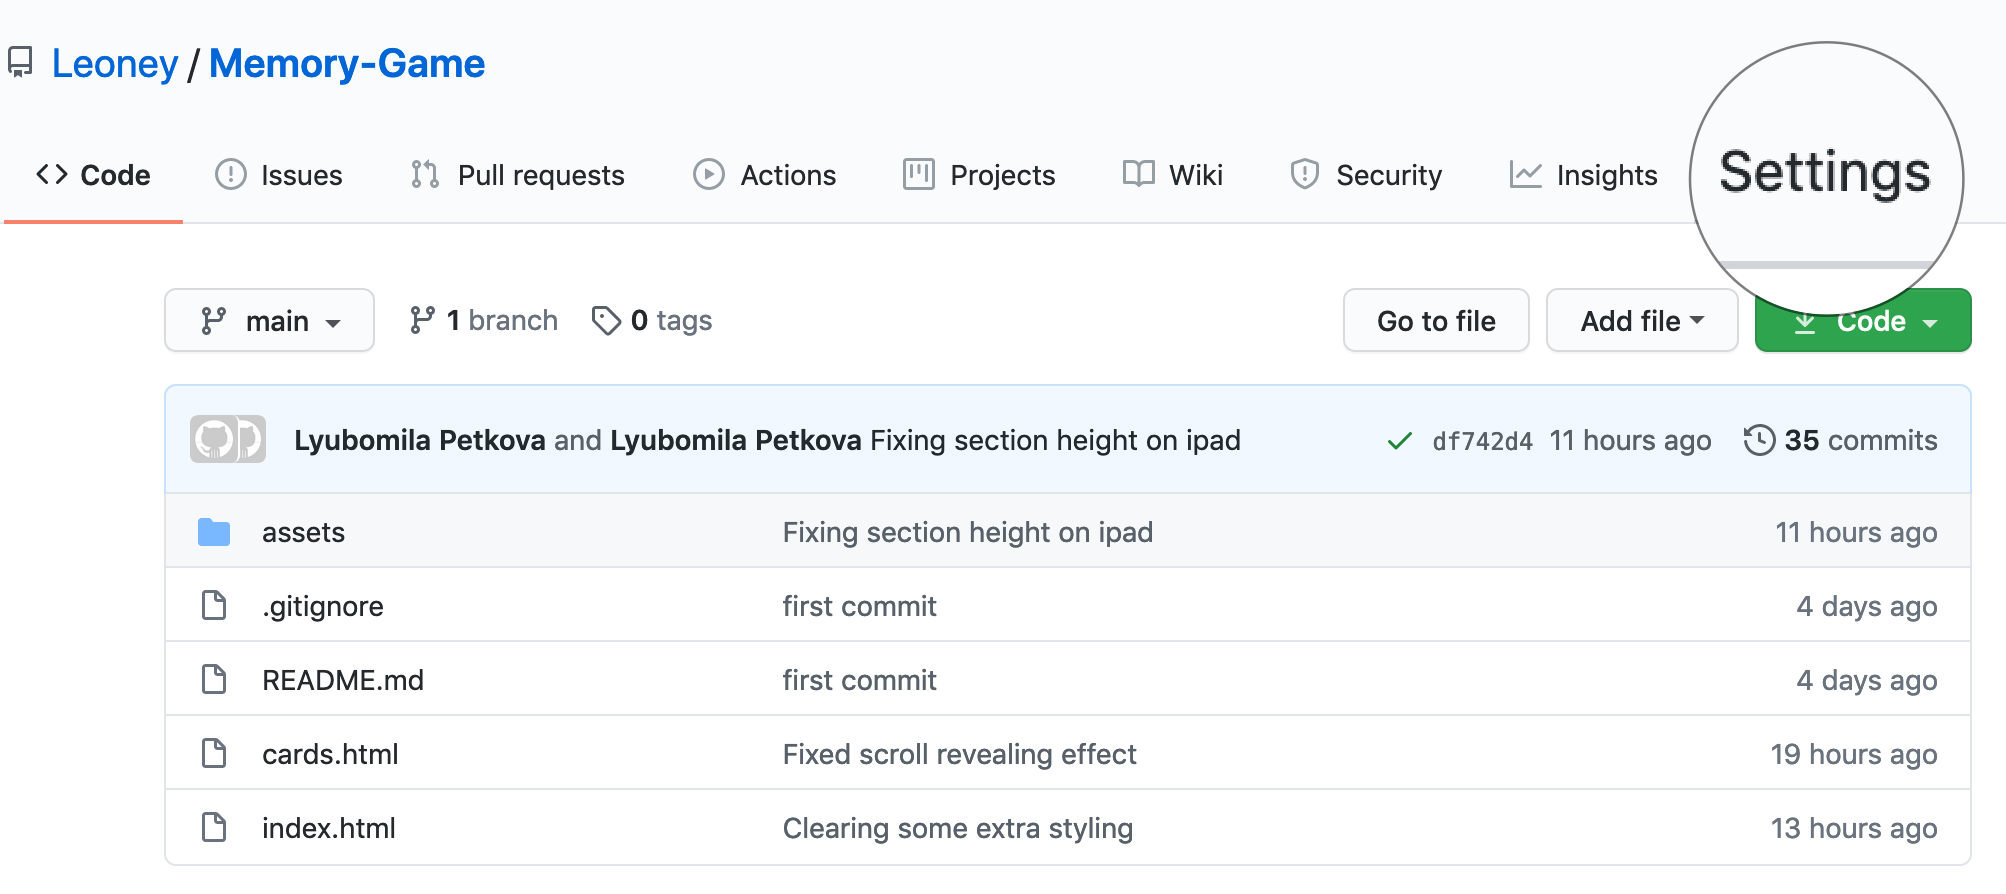 Leoney / Memory-Game
Code Issues Pull requests Actions Projects Wiki Security Insights Settings
main 1 branch 0 tags Go to file Add file Code
Lyubomila Petkova and Lyubomila Petkova Fixing section height on ipad df742d4 11 hours ago 35 commits
assets Fixing section height on ipad 11 hours ago
.gitignore first commit 4 days ago
README.md first commit 4 days ago
cards.html Fixed scroll revealing effect 19 hours ago
index.html Clearing some extra styling 13 hours ago